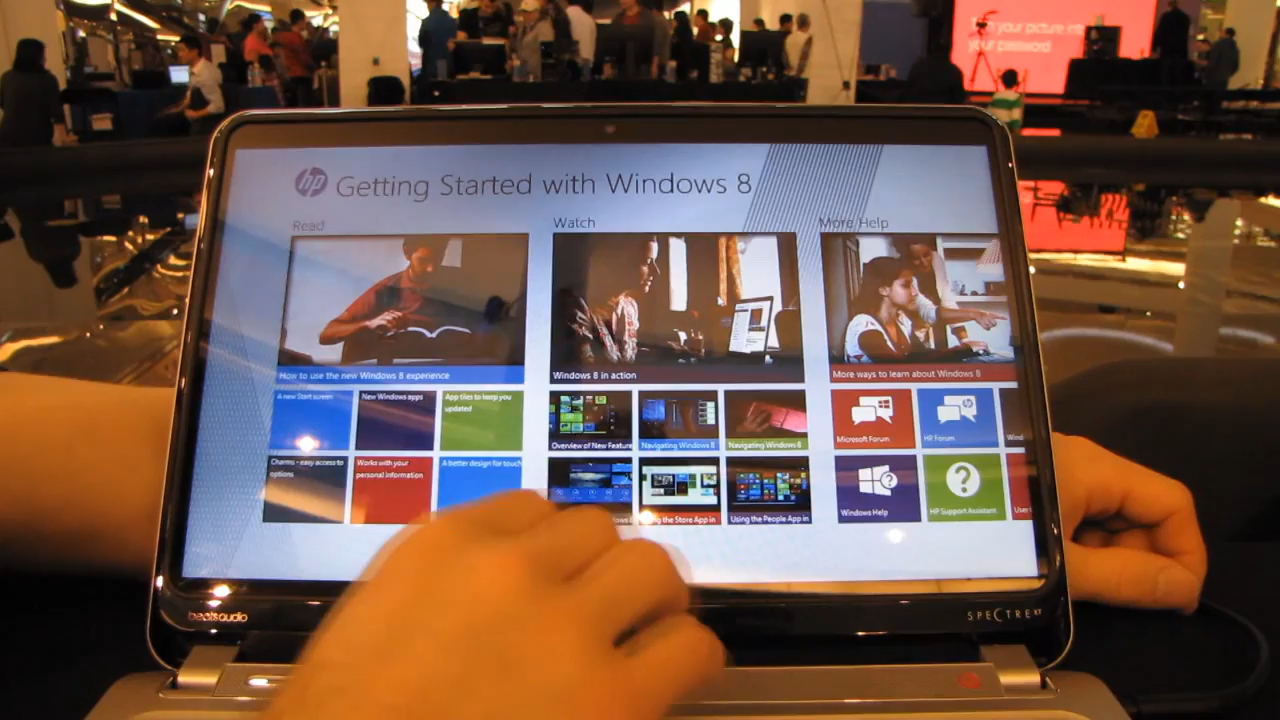 Turn your picture into
your password
hp Getting Started with Windows 8
Read
Watch
More Help
How to use the new Windows 8 experience
Windows 8 in action
More ways to learn about Windows 8
A new Start screen
New Windows apps
App tiles to keep you
updated
Overview of New Feature
Navigating Windows 8
Navigating Windows 8
Microsoft Forum
HP Forum
Wind
Charms - easy access to
options
Works with your
personal information
A better design for touch
the Store App in
Using the People App in
Windows Help
HP Support Assistant
User
beatsaudio
SPECTRE XT